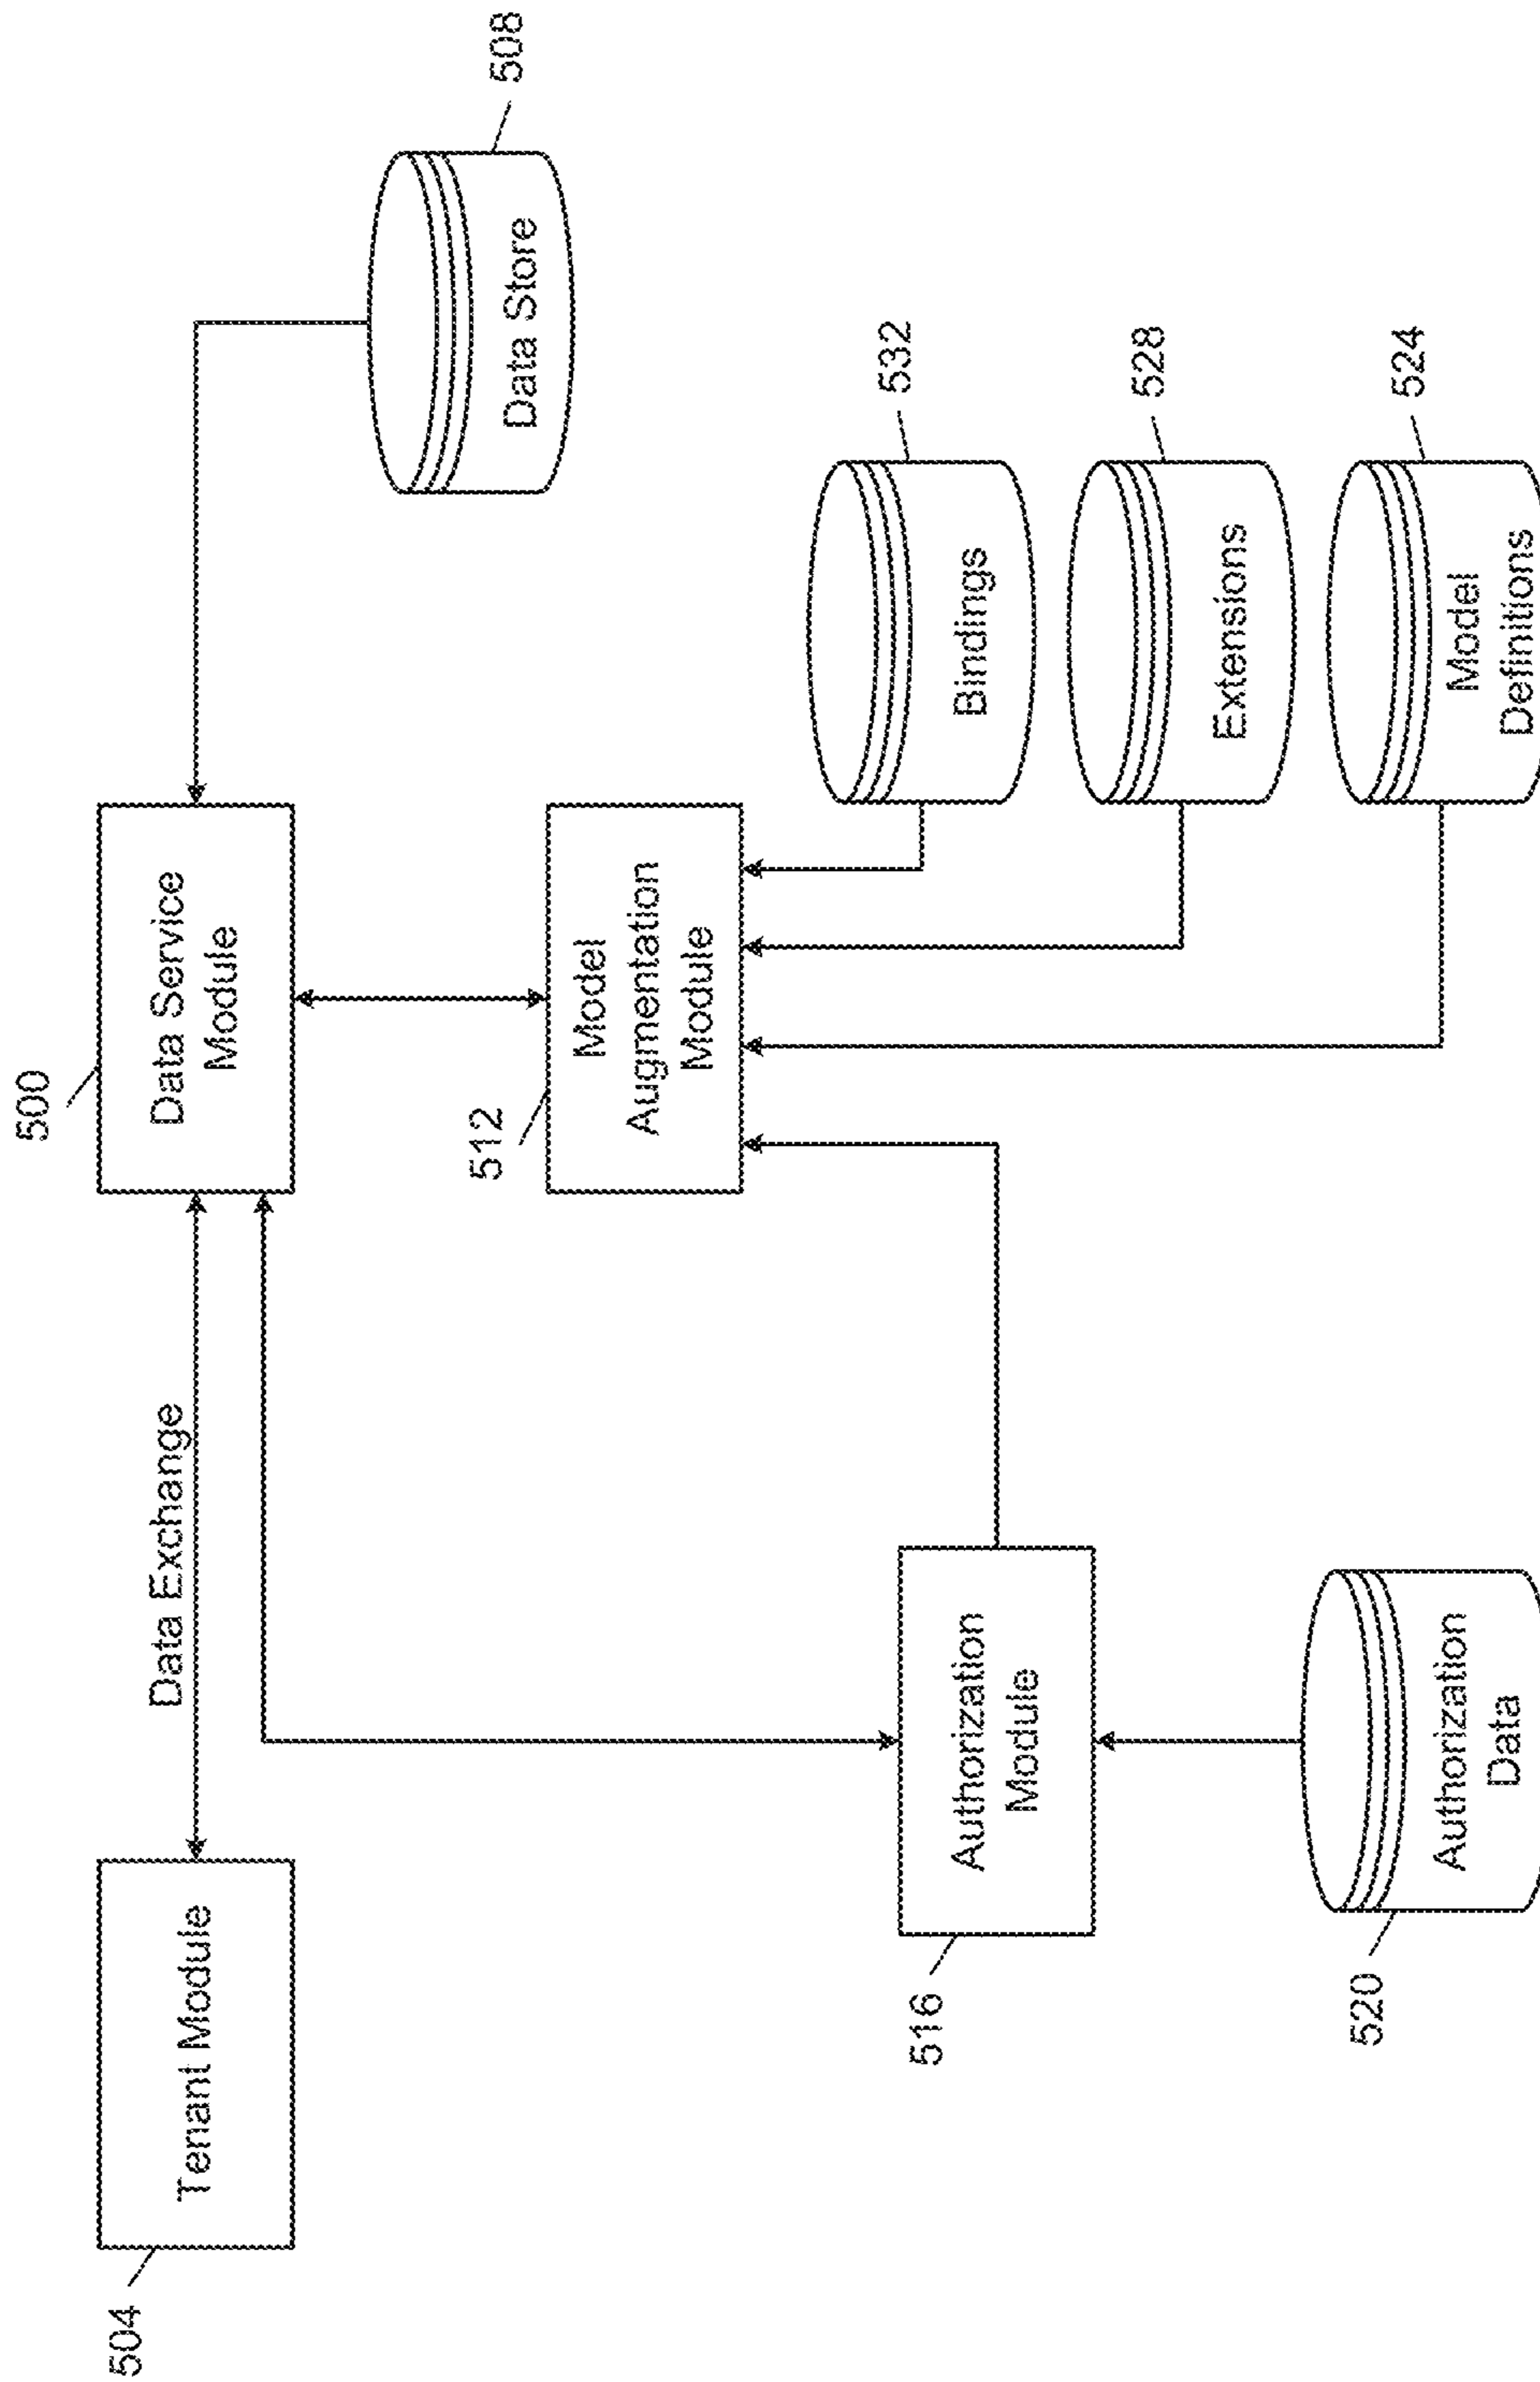 504
Tenant Module
Data Exchange
500
Data Service
Module
508
Data Store
512
Model
Augmentation
Module
516
Authorization
Module
520
Authorization
Data
532
Bindings
528
Extensions
524
Model
Definitions